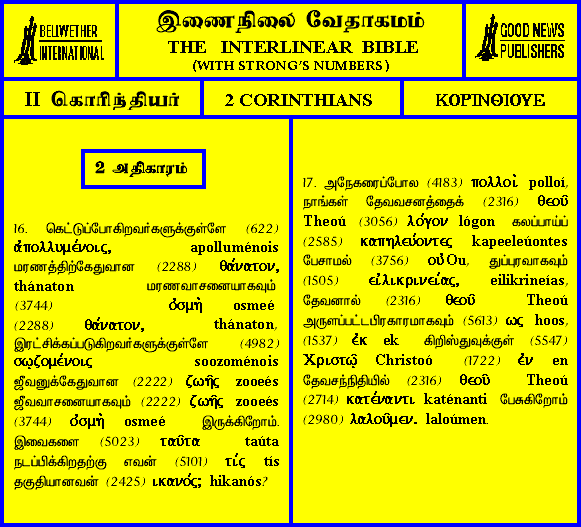 BELLWETHER
INTERNATIONAL
இணைநிலை வேதாகமம்
THE INTERLINEAR BIBLE
(WITH STRONG'S NUMBERS)
GOOD NEWS
PUBLISHERS
II கொரிந்தியர்
2 CORINTHIANS
ΚΟΡΙΝΘΙΟΥΕ
2 அதிகாரம்
16. கெட்டுப்போகிறவர்களுக்குள்ளே (622)
ἀπολλυμένοις, apolluménois
மரணத்திற்கேதுவான (2288) θάνατον,
thánaton மரணவாசனையாகவும்
(3744) ὀσμὴ osmeé
(2288) θάνατον, thánaton,
இரட்சிக்கப்படுகிறவர்களுக்குள்ளே (4982)
σῳζομένοις soozoménois
ஜீவனுக்கேதுவான (2222) ζωῆς zooeés
ஜீவவாசனையாகவும் (2222) ζωῆς zooeés
(3744) ὀσμὴ osmeé இருக்கிறோம்.
இவைகளை (5023) ταῦτα taúta
நடப்பிக்கிறதற்கு எவன் (5101) τίς tís
தகுதியானவன் (2425) ικανός; hikanós?
17. அநேகரைப்போல (4183) πολλοὶ polloí,
நாங்கள் தேவவசனத்தைக் (2316) θεοῦ
Theoú (3056) λόγον lógon கலப்பாய்ப்
(2585) καπηλεύοντες kapeeleúontes
பேசாமல் (3756) οὐ Ou, துப்புரவாகவும்
(1505) εἰλικρινείας, eilikrineías,
தேவனால் (2316) θεοῦ Theoú
அருளப்பட்டபிரகாரமாகவும் (5613) ως hoos,
(1537) ἐκ ek கிறிஸ்துவுக்குள் (5547)
Χριστῷ Christoó (1722) ἐν en
தேவசந்நிதியில் (2316) θεοῦ Theoú
(2714) κατέναντι katénanti பேசுகிறோம்
(2980) λαλοῦμεν. laloúmen.